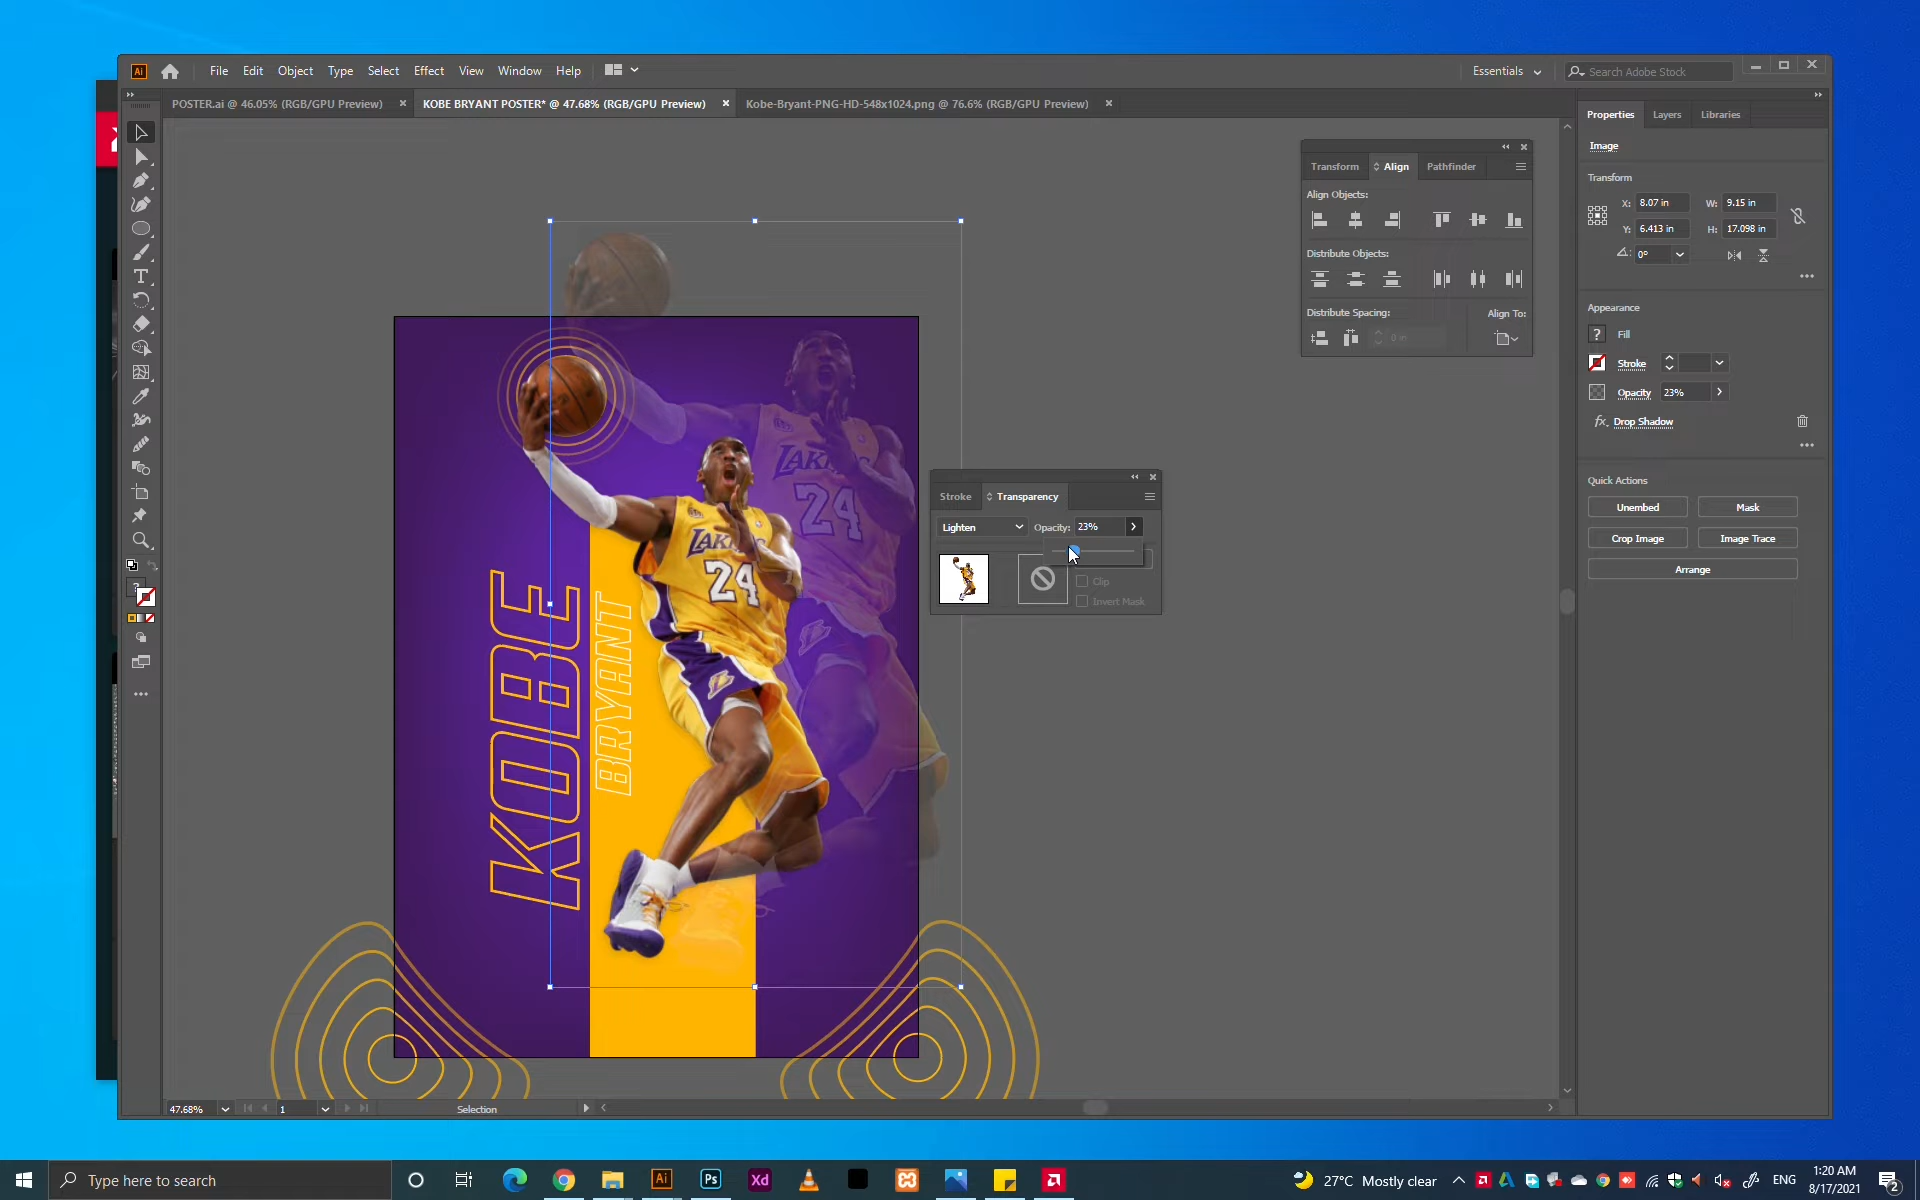 Ai File Edit Object Type Select Effect View Window Help Essentials Search Adobe Stock
POSTER.ai @ 46.05% (RGB/GPU Preview) KOBE BRYANT POSTER* @ 47.68% (RGB/GPU Preview) Kobe-Bryant-PNG-HD-548x1024.png @ 76.6% (RGB/GPU Preview)
Properties Layers Libraries
Image
Transform
X: 8.07 in W: 9.15 in
Y: 6.413 in H: 17.098 in
0°
Appearance
? Fill
Stroke
Opacity 23%
fx. Drop Shadow
Quick Actions
Unembed Mask
Crop Image Image Trace
Arrange
Transform Align Pathfinder
Align Objects:
Distribute Objects:
Distribute Spacing: Align To:
0 in
Stroke Transparency
Lighten Opacity: 23%
Clip
Invert Mask
KOBE
BRYANT
LAKERS
24
24
47.68% 1 Selection
Type here to search
Ai Ps Xd
27°C Mostly clear ENG
1:20 AM
8/17/2021
2